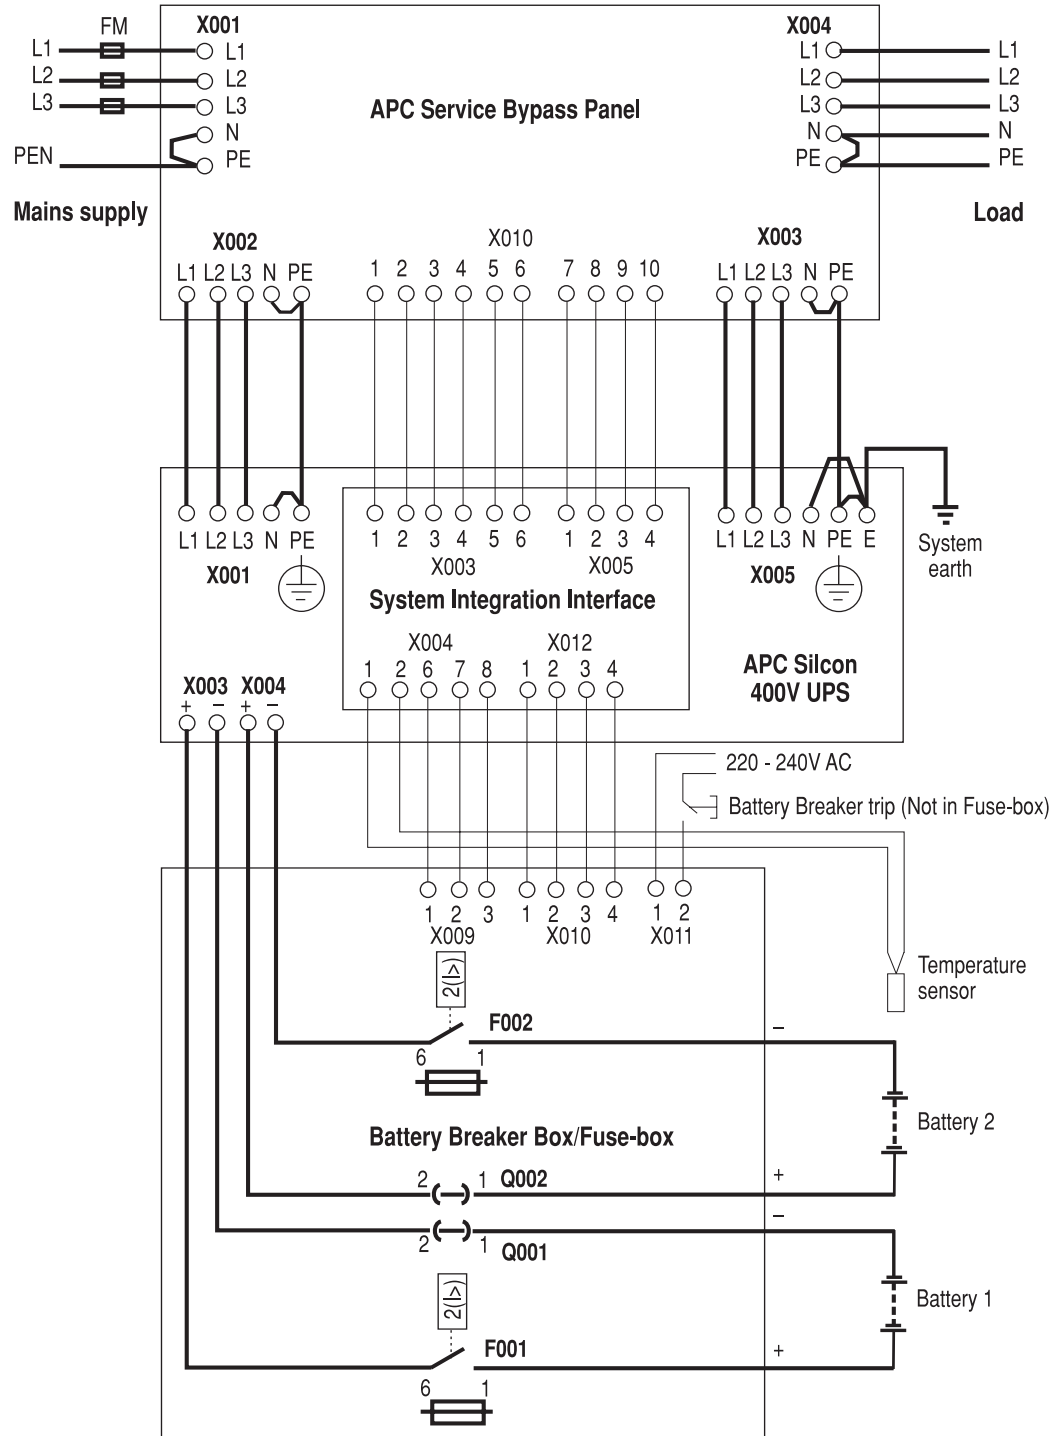 FM X001 X004
L1 L1 L1 L1
L2 L2 L2 L2
L3 L3 L3 L3
APC Service Bypass Panel
N N N
PEN PE PE PE
Mains supply Load
X002 X010 X003
L1 L2 L3 N PE 1 2 3 4 5 6 7 8 9 10 L1 L2 L3 N PE
L1 L2 L3 N PE 1 2 3 4 5 6 1 2 3 4 L1 L2 L3 N PE E
System
earth
X001 X003 X005 X005
System Integration Interface
X004 X012
1 2 6 7 8 1 2 3 4
APC Silcon
400V UPS
X003 X004
+ − + −
220 - 240V AC
Battery Breaker trip (Not in Fuse-box)
1 2 3 1 2 3 4 1 2
X009 X010 X011
2(I>)
Temperature
sensor
F002 −
6 1
Battery 2
Battery Breaker Box/Fuse-box
2 1 Q002 +
−
2 1 Q001
2(I>)
Battery 1
F001 +
6 1